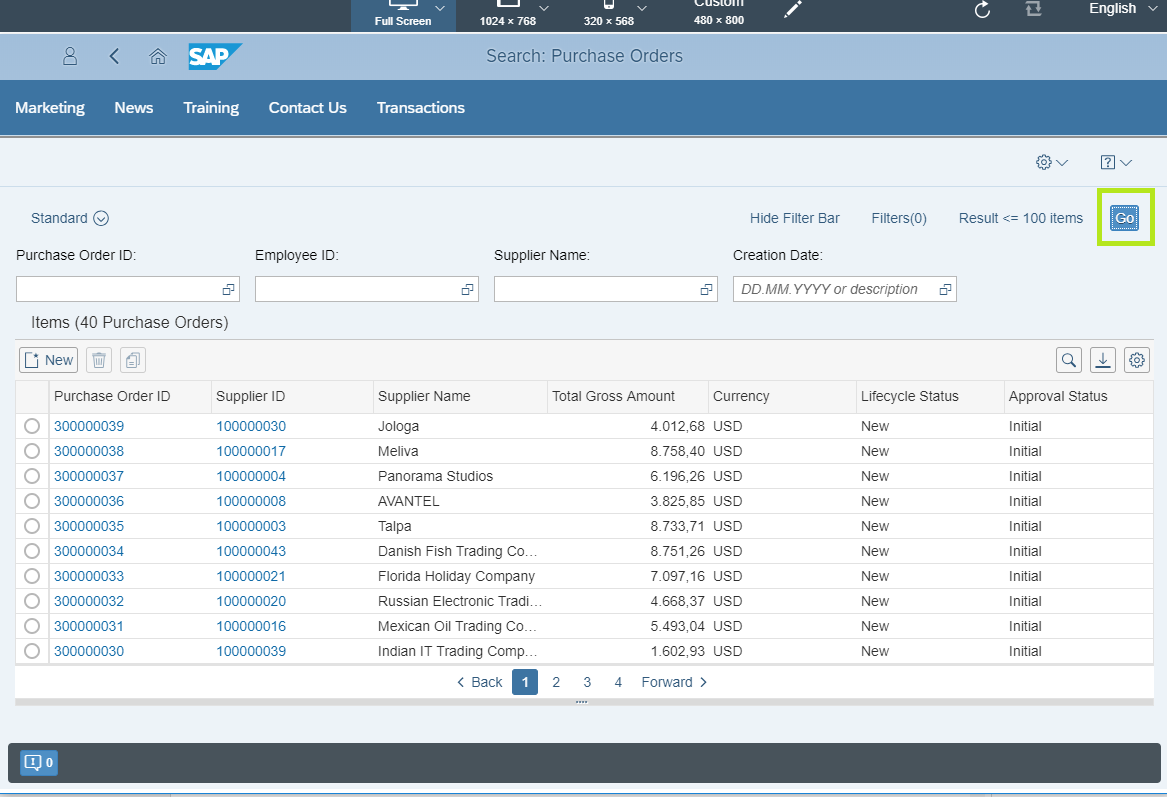 Custom
Full Screen 1024 × 768 320 × 568 480 × 800 English
SAP Search: Purchase Orders
Marketing News Training Contact Us Transactions
?
Standard Hide Filter Bar Filters(0) Result <= 100 items Go
Purchase Order ID: Employee ID: Supplier Name: Creation Date:
DD.MM.YYYY or description
Items (40 Purchase Orders)
New
Purchase Order ID Supplier ID Supplier Name Total Gross Amount Currency Lifecycle Status Approval Status
300000039 100000030 Jologa 4.012,68 USD New Initial
300000038 100000017 Meliva 8.758,40 USD New Initial
300000037 100000004 Panorama Studios 6.196,26 USD New Initial
300000036 100000008 AVANTEL 3.825,85 USD New Initial
300000035 100000003 Talpa 8.733,71 USD New Initial
300000034 100000043 Danish Fish Trading Co... 8.751,26 USD New Initial
300000033 100000021 Florida Holiday Company 7.097,16 USD New Initial
300000032 100000020 Russian Electronic Tradi... 4.668,37 USD New Initial
300000031 100000016 Mexican Oil Trading Co... 5.493,04 USD New Initial
300000030 100000039 Indian IT Trading Comp... 1.602,93 USD New Initial
Back 1 2 3 4 Forward
0